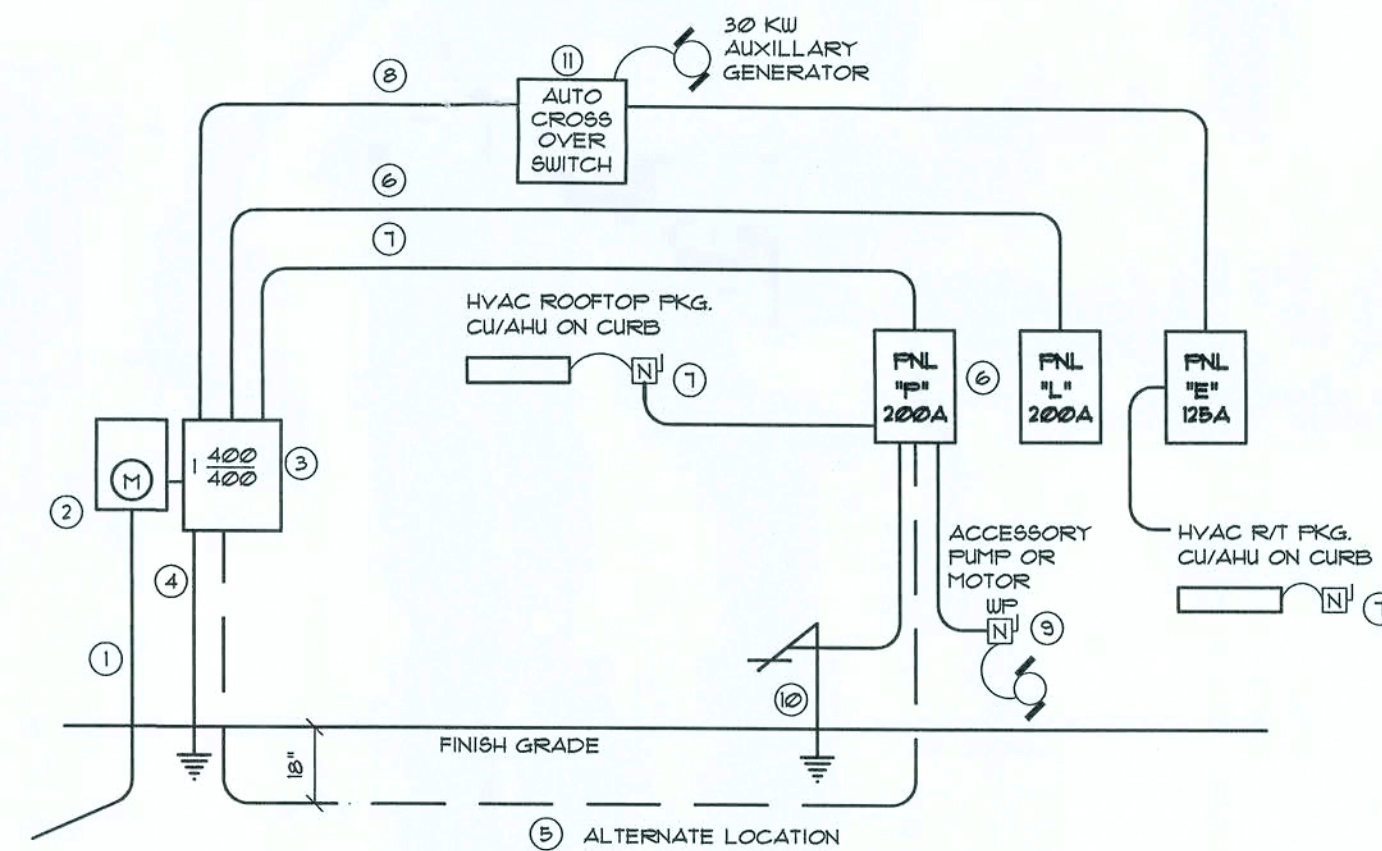 30 KW
AUXILLARY
GENERATOR
11
8
AUTO
CROSS
OVER
SWITCH
6
7
HVAC ROOFTOP PKG.
CU/AHU ON CURB
N
7
PNL
"P"
200A
6
PNL
"L"
200A
PNL
"E"
125A
M
2
1 400
400
3
4
ACCESSORY
PUMP OR
MOTOR
WP
N
9
HVAC R/T PKG.
CU/AHU ON CURB
N
7
1
10
FINISH GRADE
18"
5 ALTERNATE LOCATION